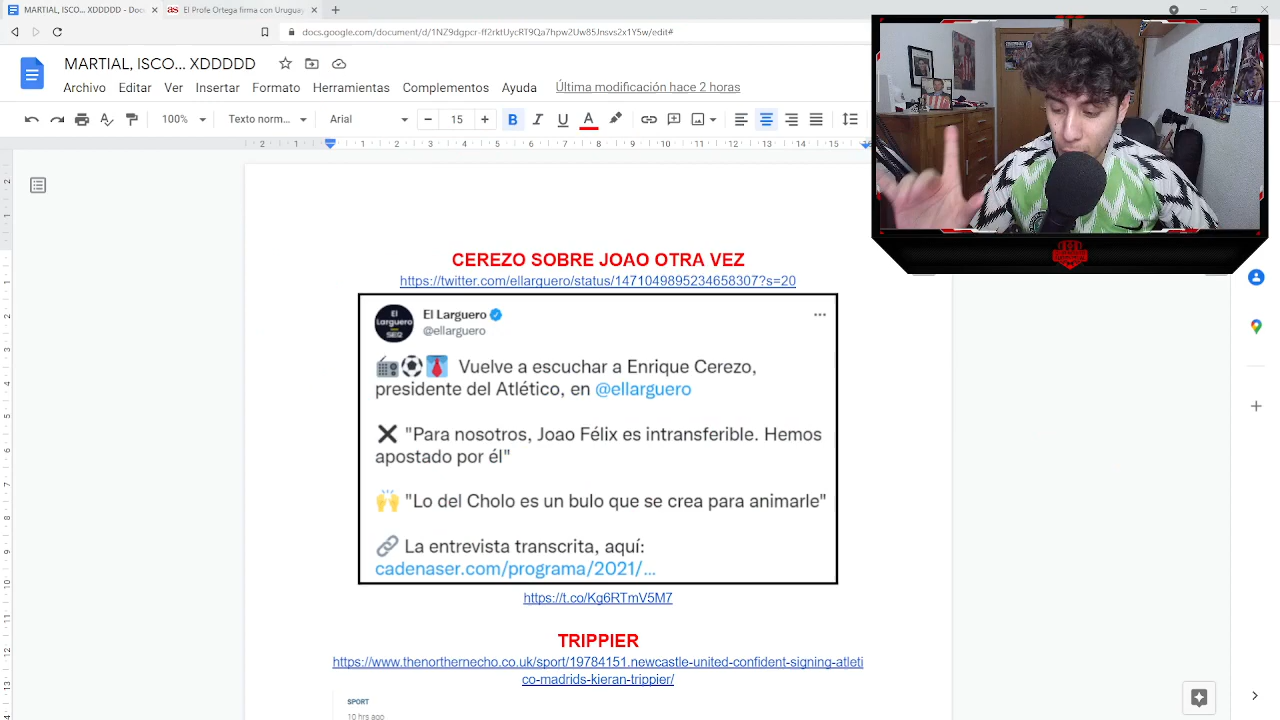 MARTIAL, ISCO... XDDDDD - Doc
El Profe Ortega firma con Uruguay
docs.google.com/document/d/1NZ9dgpcr-ff2rktUycRT9Qa7hpw2Uw85Jnsvs2x1Y5w/edit#
MARTIAL, ISCO... XDDDDD
Archivo Editar Ver Insertar Formato Herramientas Complementos Ayuda Última modificación hace 2 horas
100% Texto norm... Arial 15
CEREZO SOBRE JOAO OTRA VEZ
https://twitter.com/ellarguero/status/1471049895234658307?s=20
El Larguero
@ellarguero
Vuelve a escuchar a Enrique Cerezo,
presidente del Atlético, en @ellarguero
"Para nosotros, Joao Félix es intransferible. Hemos
apostado por él"
"Lo del Cholo es un bulo que se crea para animarle"
La entrevista transcrita, aquí:
cadenaser.com/programa/2021/...
https://t.co/Kg6RTmV5M7
TRIPPIER
https://www.thenorthernecho.co.uk/sport/19784151.newcastle-united-confident-signing-atleti
co-madrids-kieran-trippier/
SPORT
10 hrs ago